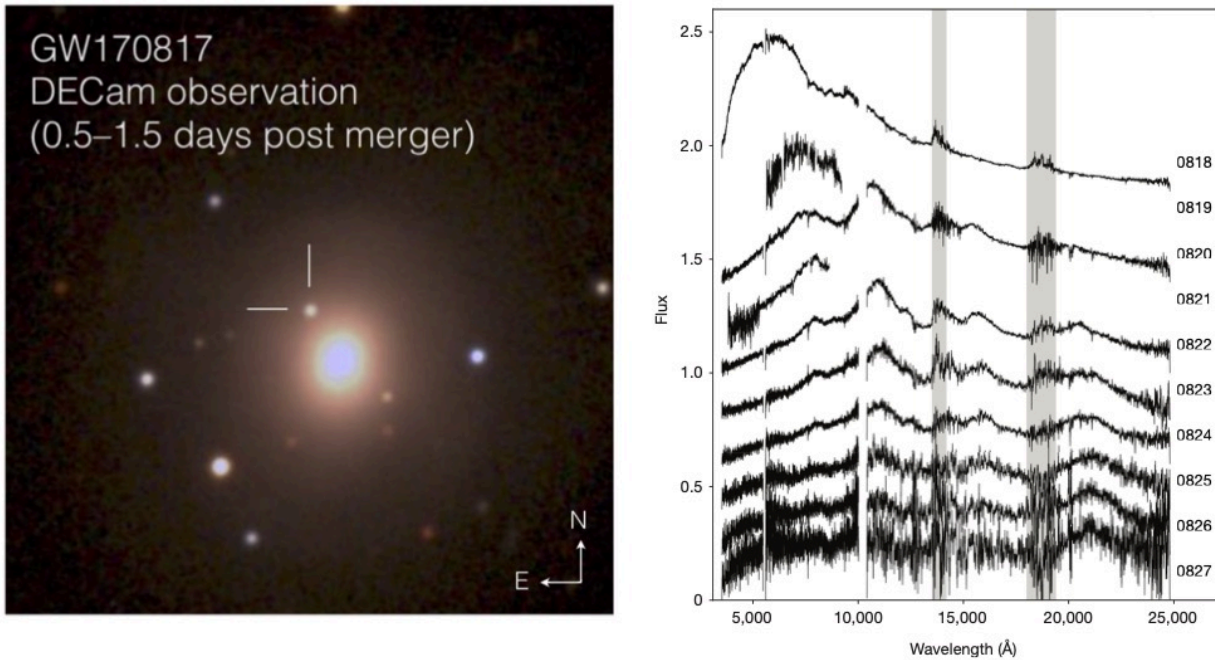 GW170817
DECam observation
(0.5–1.5 days post merger)
N
E
2.5
2.0
1.5
1.0
0.5
0
Flux
0818
0819
0820
0821
0822
0823
0824
0825
0826
0827
5,000 10,000 15,000 20,000 25,000
Wavelength (Å)